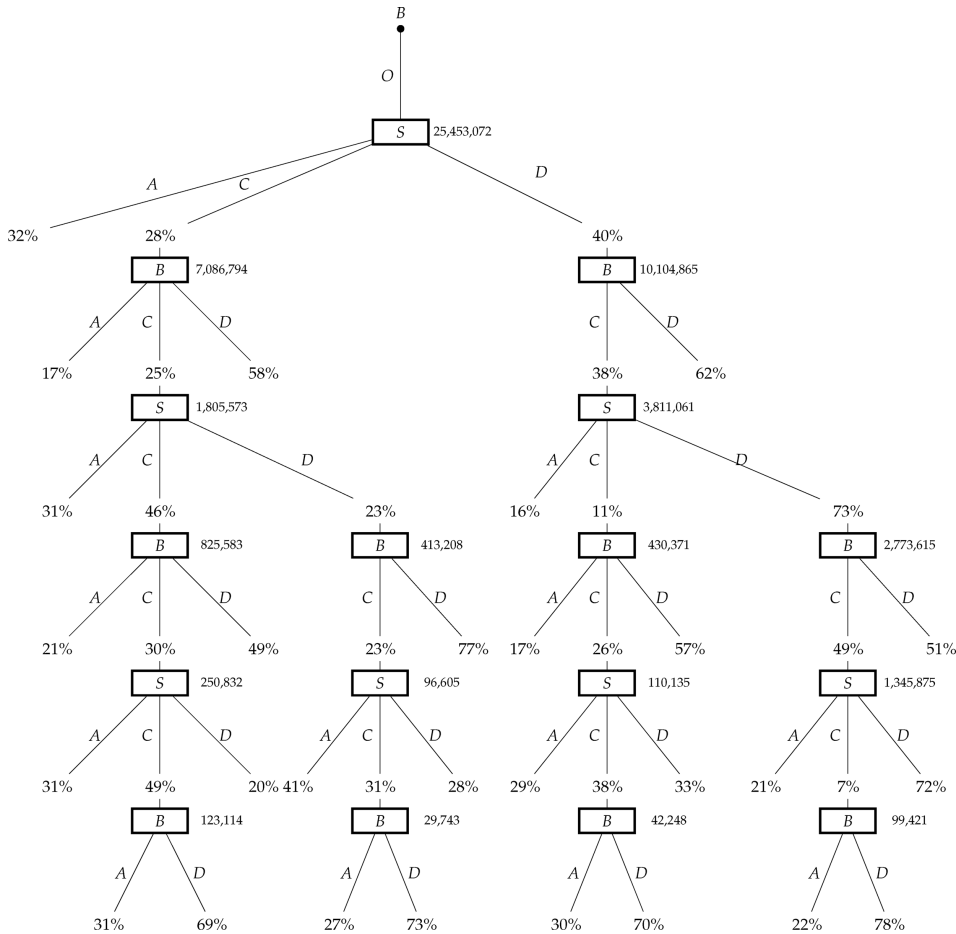 B
O
S 25,453,072
A C D
32% 28% 40%
B 7,086,794 B 10,104,865
A C D C D
17% 25% 58% 38% 62%
S 1,805,573 S 3,811,061
A C D A C D
31% 46% 23% 16% 11% 73%
B 825,583 B 413,208 B 430,371 B 2,773,615
A C D C D A C D C D
21% 30% 49% 23% 77% 17% 26% 57% 49% 51%
S 250,832 S 96,605 S 110,135 S 1,345,875
A C D A C D A C D A C D
31% 49% 20% 41% 31% 28% 29% 38% 33% 21% 7% 72%
B 123,114 B 29,743 B 42,248 B 99,421
A D A D A D A D
31% 69% 27% 73% 30% 70% 22% 78%